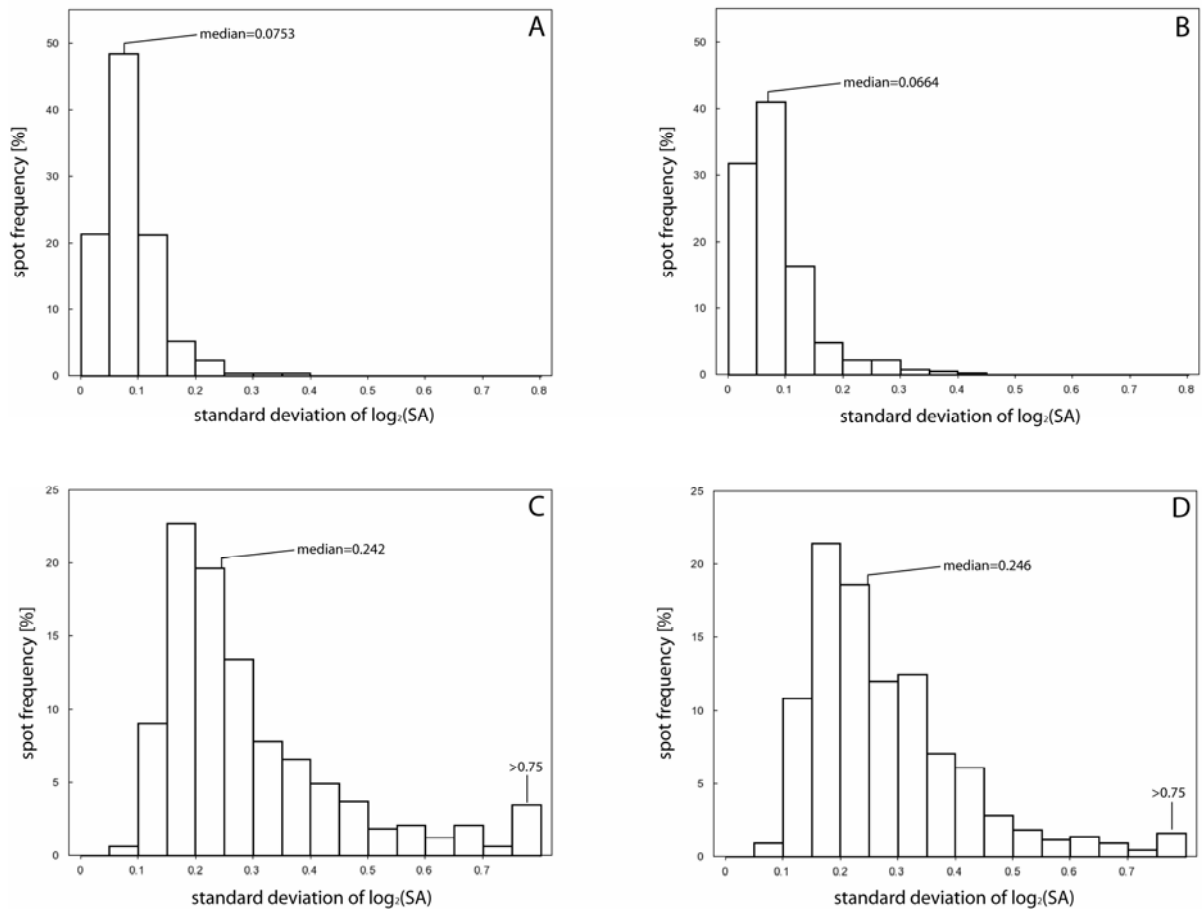 A
median=0.0753
spot frequency [%]
50
40
30
20
10
0
0 0.1 0.2 0.3 0.4 0.5 0.6 0.7 0.8
standard deviation of log₂(SA)
B
median=0.0664
spot frequency [%]
50
40
30
20
10
0
0 0.1 0.2 0.3 0.4 0.5 0.6 0.7 0.8
standard deviation of log₂(SA)
C
median=0.242
>0.75
spot frequency [%]
25
20
15
10
5
0
0.1 0.2 0.3 0.4 0.5 0.6 0.7
standard deviation of log₂(SA)
D
median=0.246
>0.75
spot frequency [%]
25
20
15
10
5
0
0.1 0.2 0.3 0.4 0.5 0.6 0.7
standard deviation of log₂(SA)